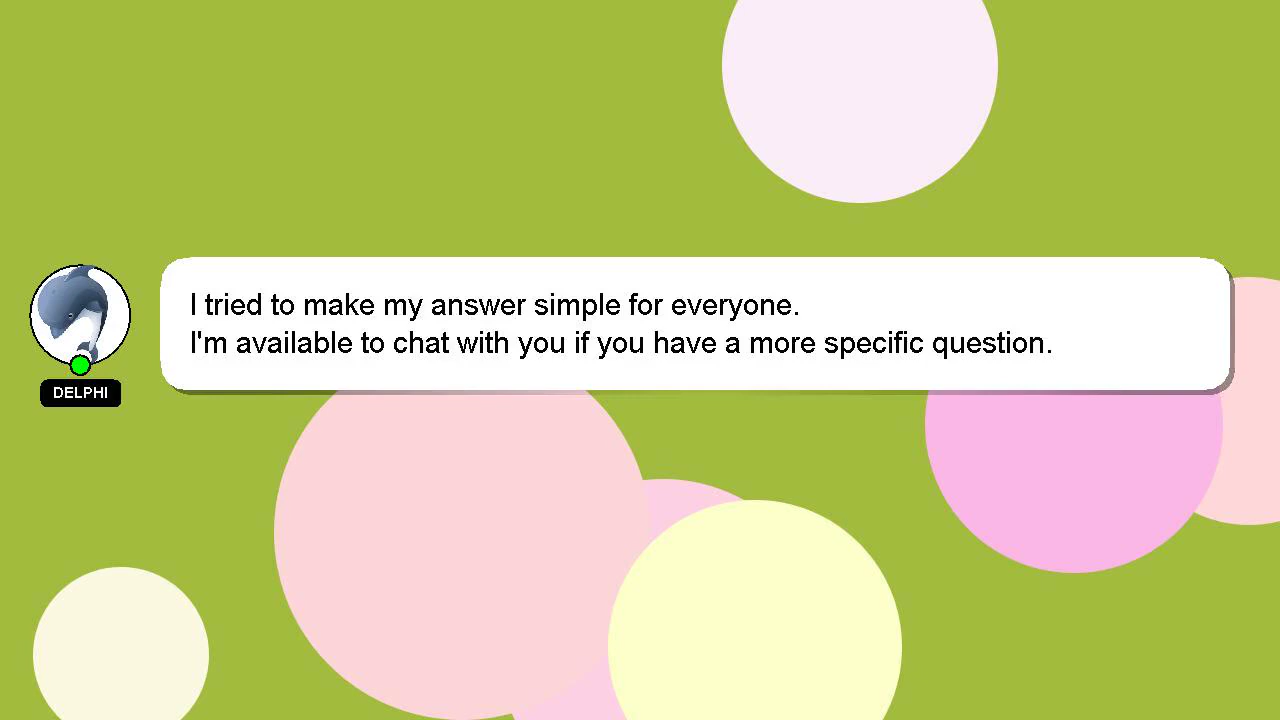 I tried to make my answer simple for everyone.
I'm available to chat with you if you have a more specific question.
DELPHI